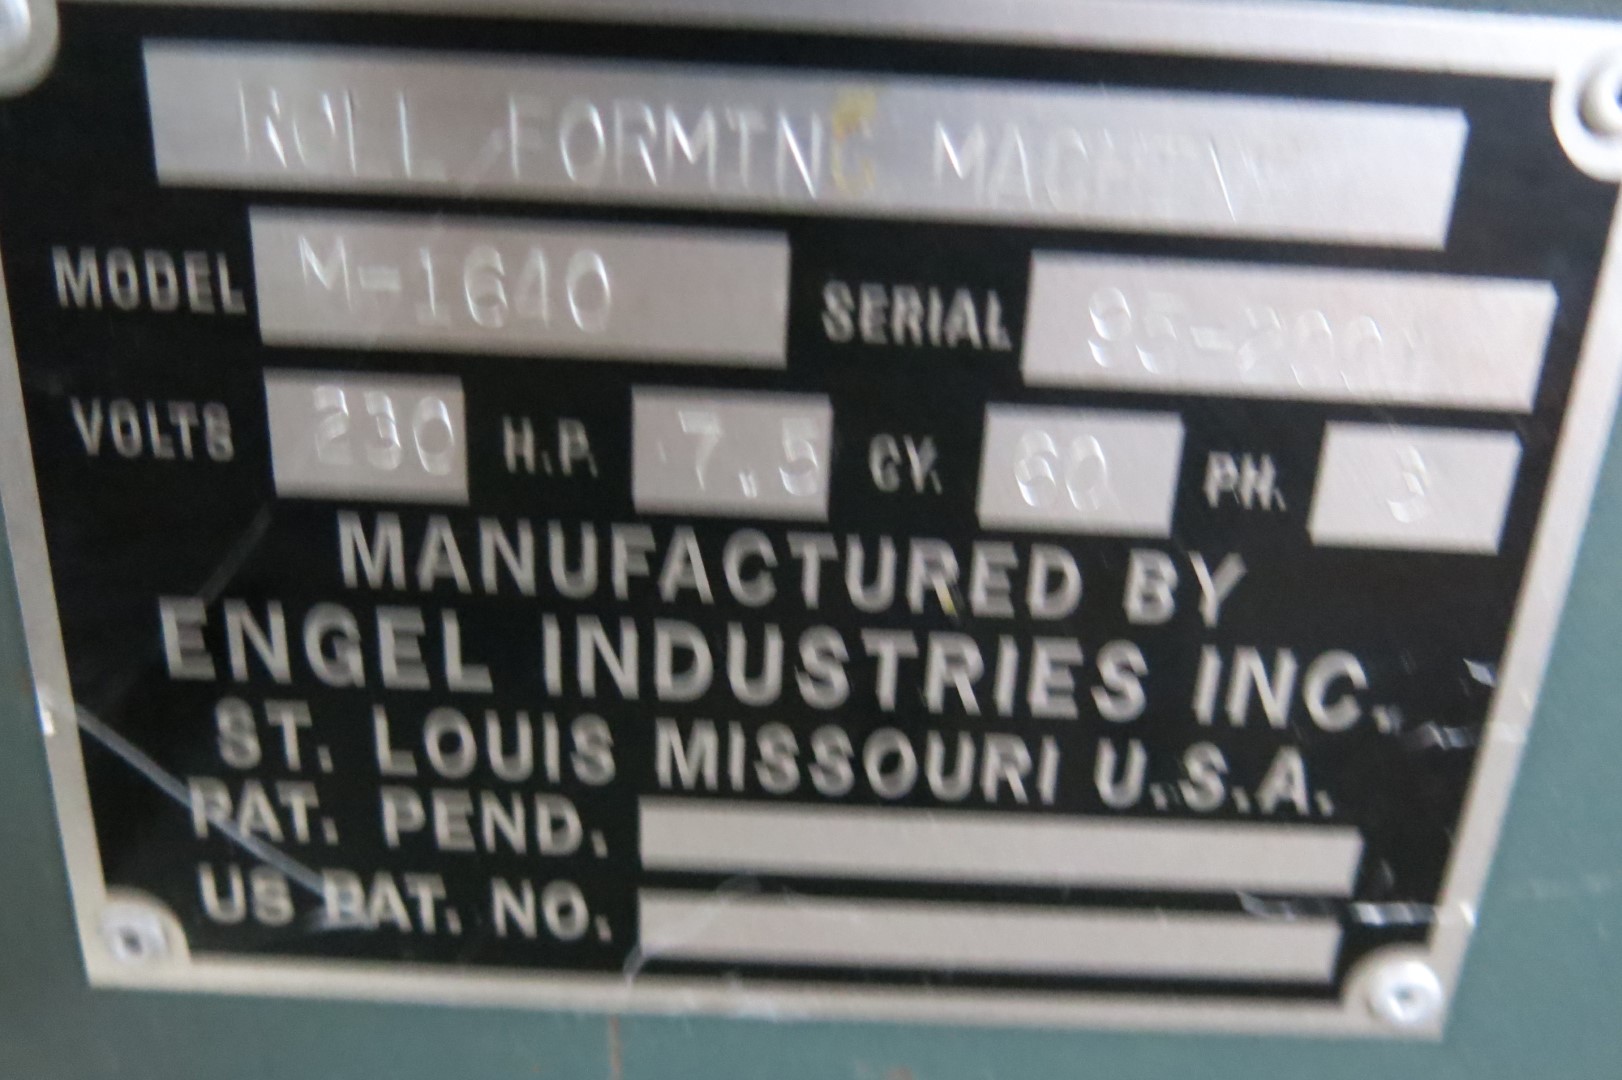 ROLL FORMING MACHINE
MODEL M-1640 SERIAL
VOLTS 230 H.P. 7.5 CY. 60 PH. 3
MANUFACTURED BY
ENGEL INDUSTRIES INC.
ST. LOUIS MISSOURI U.S.A.
PAT. PEND.
US PAT. NO.